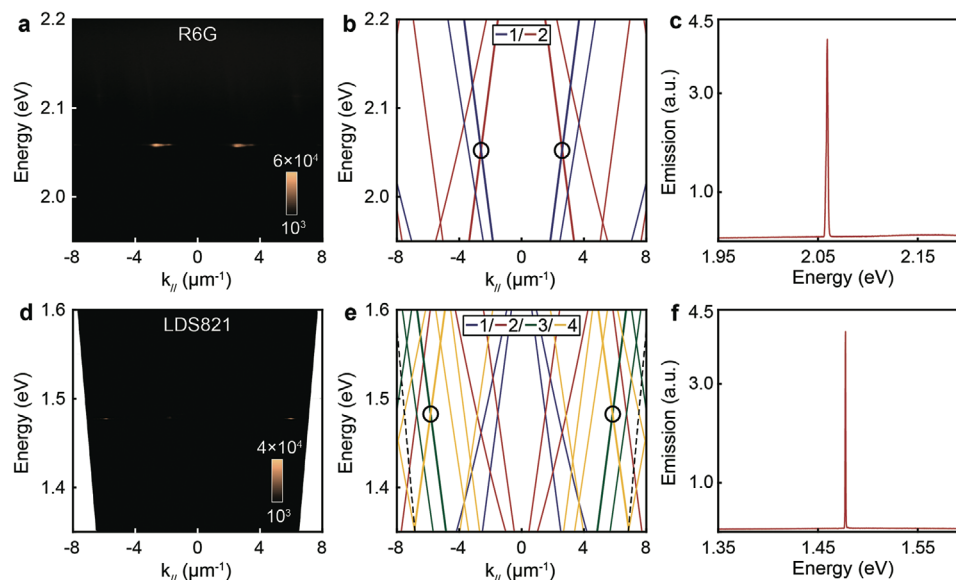 a
R6G
Energy (eV)
2.2
2.1
2.0
6×10⁴
10³
-8 -4 0 4 8
k// (μm⁻¹)
b
1/ 2
Energy (eV)
2.2
2.1
2.0
-8 -4 0 4 8
k// (μm⁻¹)
c
Emission (a.u.)
4.5
3.0
1.0
1.95 2.05 2.15
Energy (eV)
d
LDS821
Energy (eV)
1.6
1.5
1.4
4×10⁴
10³
-8 -4 0 4 8
k// (μm⁻¹)
e
1/ 2/ 3/ 4
Energy (eV)
1.6
1.5
1.4
-8 -4 0 4 8
k// (μm⁻¹)
f
Emission (a.u.)
4.5
3.0
1.0
1.35 1.45 1.55
Energy (eV)